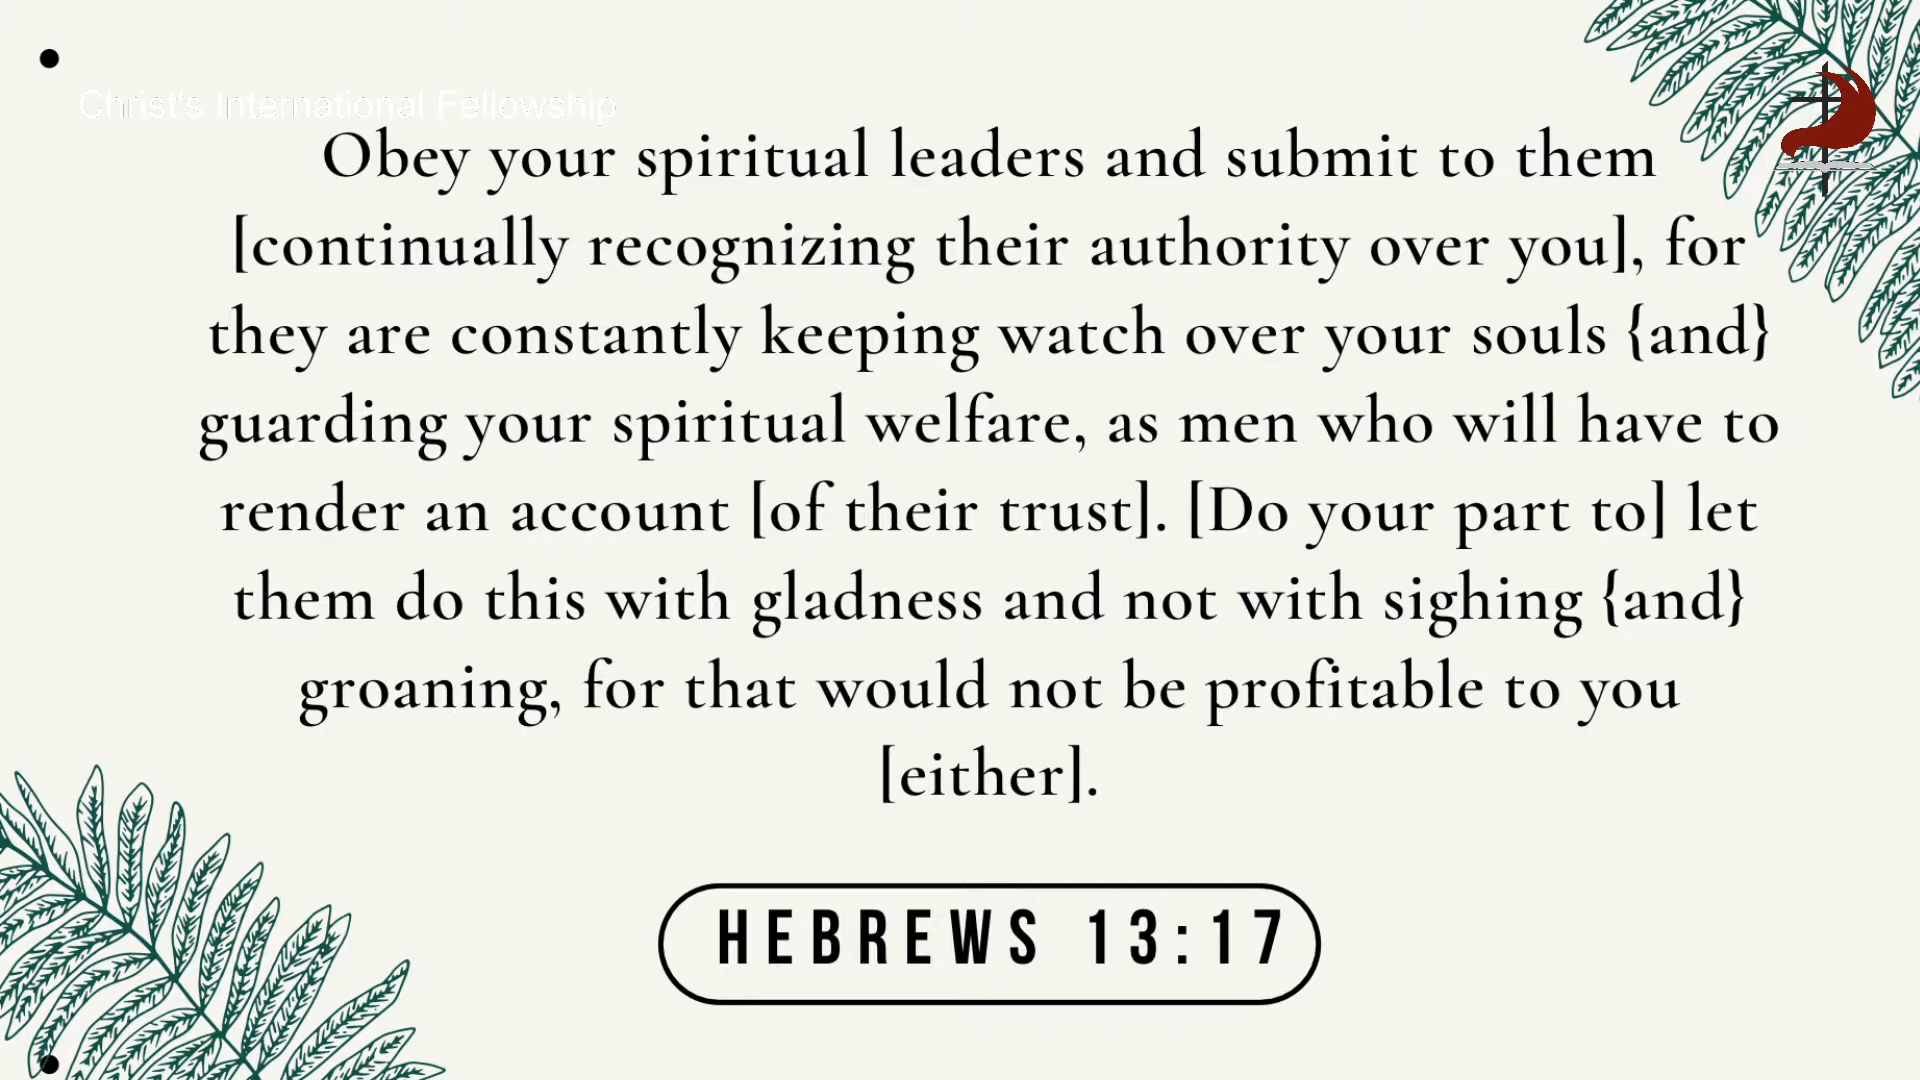 Christ's International Fellowship
Obey your spiritual leaders and submit to them
[continually recognizing their authority over you], for
they are constantly keeping watch over your souls {and}
guarding your spiritual welfare, as men who will have to
render an account [of their trust]. [Do your part to] let
them do this with gladness and not with sighing {and}
groaning, for that would not be profitable to you
[either].
HEBREWS 13:17